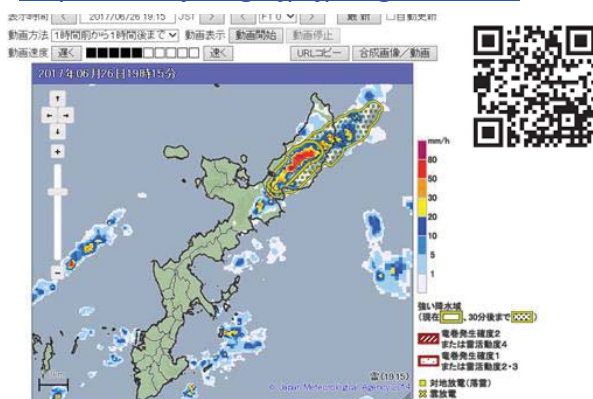 表示時間 < 2017/06/26 19:15 JST > < FT0 > 最新 自動更新
動画方法 1時間前から1時間後まで 動画表示 動画開始 動画停止
動画速度 遅く 速く URLコピー 合成画像/動画
2017年06月26日19時15分
mm/h
80
50
30
20
10
5
1
強い降水域
(現在 、30分後まで )
竜巻発生確度2
または雷活動度4
竜巻発生確度1
または雷活動度2・3
対地放電(落雷)
雲放電
雷(19:15)
© Japan Meteorological Agency 2014